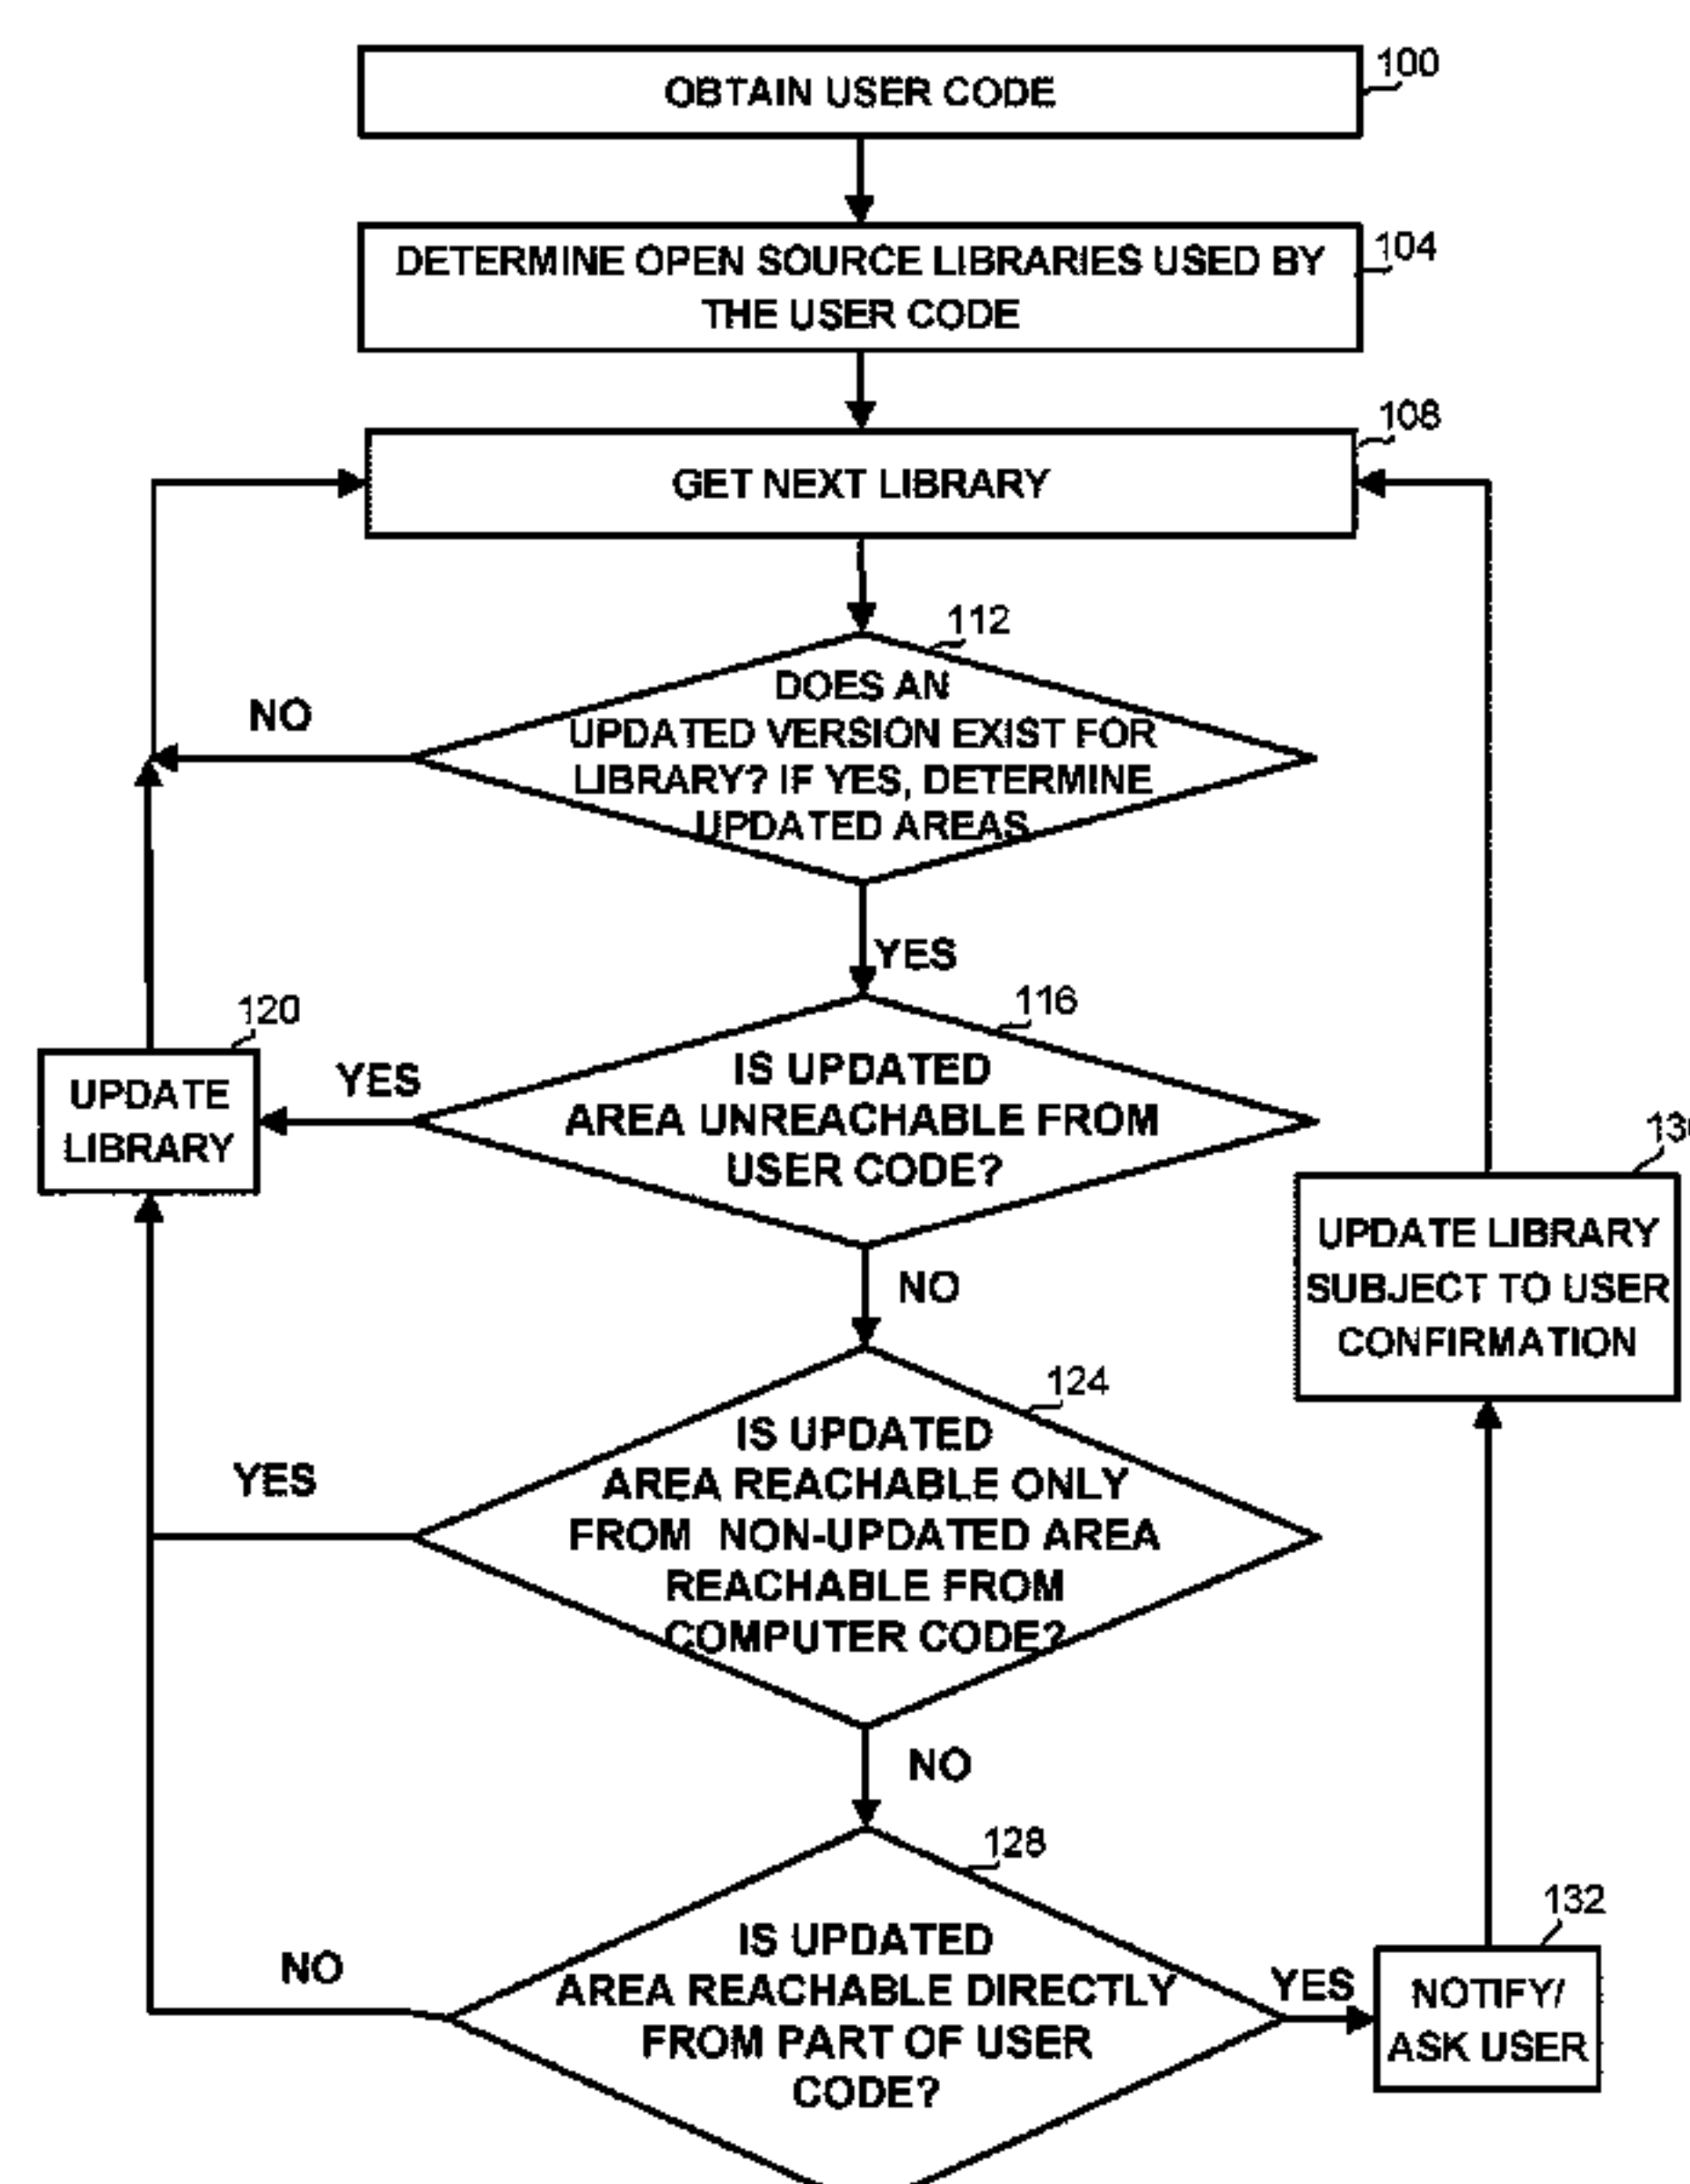 OBTAIN USER CODE
100
DETERMINE OPEN SOURCE LIBRARIES USED BY
THE USER CODE
104
GET NEXT LIBRARY
108
112
DOES AN
UPDATED VERSION EXIST FOR
LIBRARY? IF YES, DETERMINE
UPDATED AREAS
NO
YES
116
IS UPDATED
AREA UNREACHABLE FROM
USER CODE?
YES
120
UPDATE
LIBRARY
NO
124
IS UPDATED
AREA REACHABLE ONLY
FROM NON-UPDATED AREA
REACHABLE FROM
COMPUTER CODE?
YES
NO
128
IS UPDATED
AREA REACHABLE DIRECTLY
FROM PART OF USER
CODE?
NO
YES
132
NOTIFY/
ASK USER
UPDATE LIBRARY
SUBJECT TO USER
CONFIRMATION